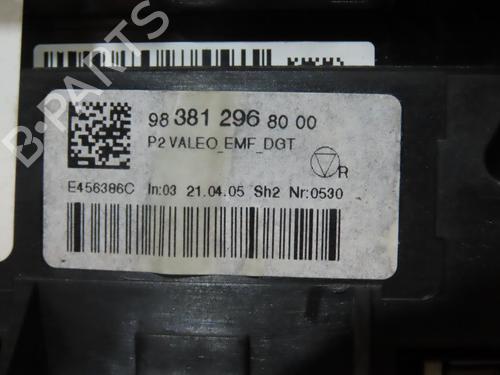 98 381 296 80 00
P2 VALEO_EMF_DGT
R
E456386C In:03 21.04.05 Sh2 Nr:0530
B-PARTS